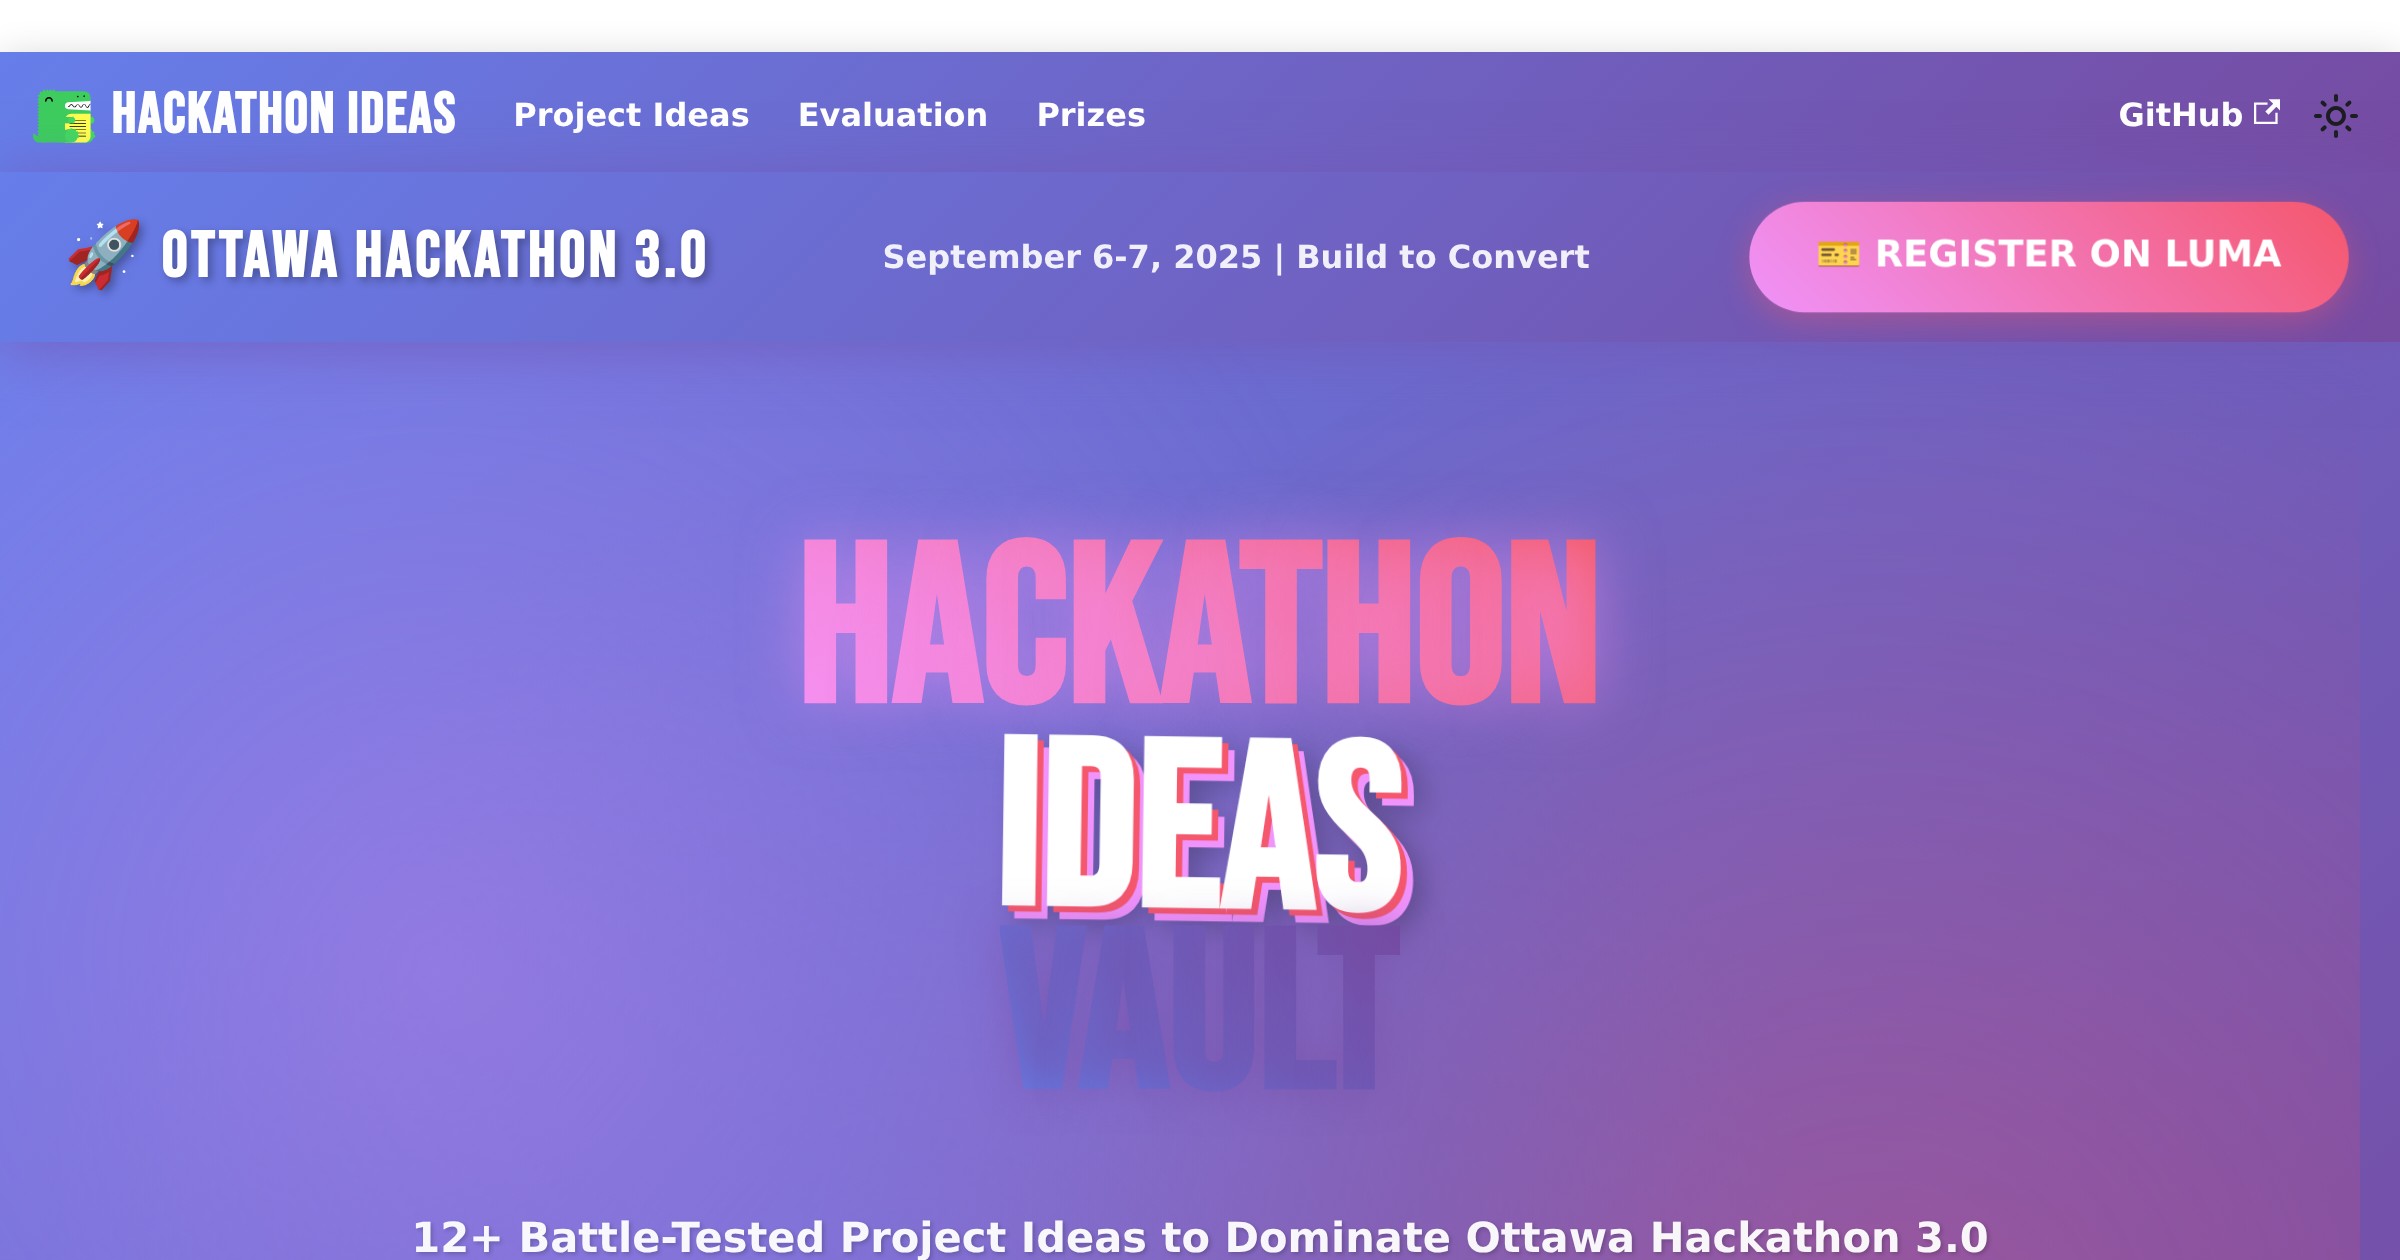 HACKATHON IDEAS Project Ideas Evaluation Prizes GitHub
OTTAWA HACKATHON 3.0 September 6-7, 2025 | Build to Convert 🎫 REGISTER ON LUMA
HACKATHON
IDEAS
VAULT
12+ Battle-Tested Project Ideas to Dominate Ottawa Hackathon 3.0